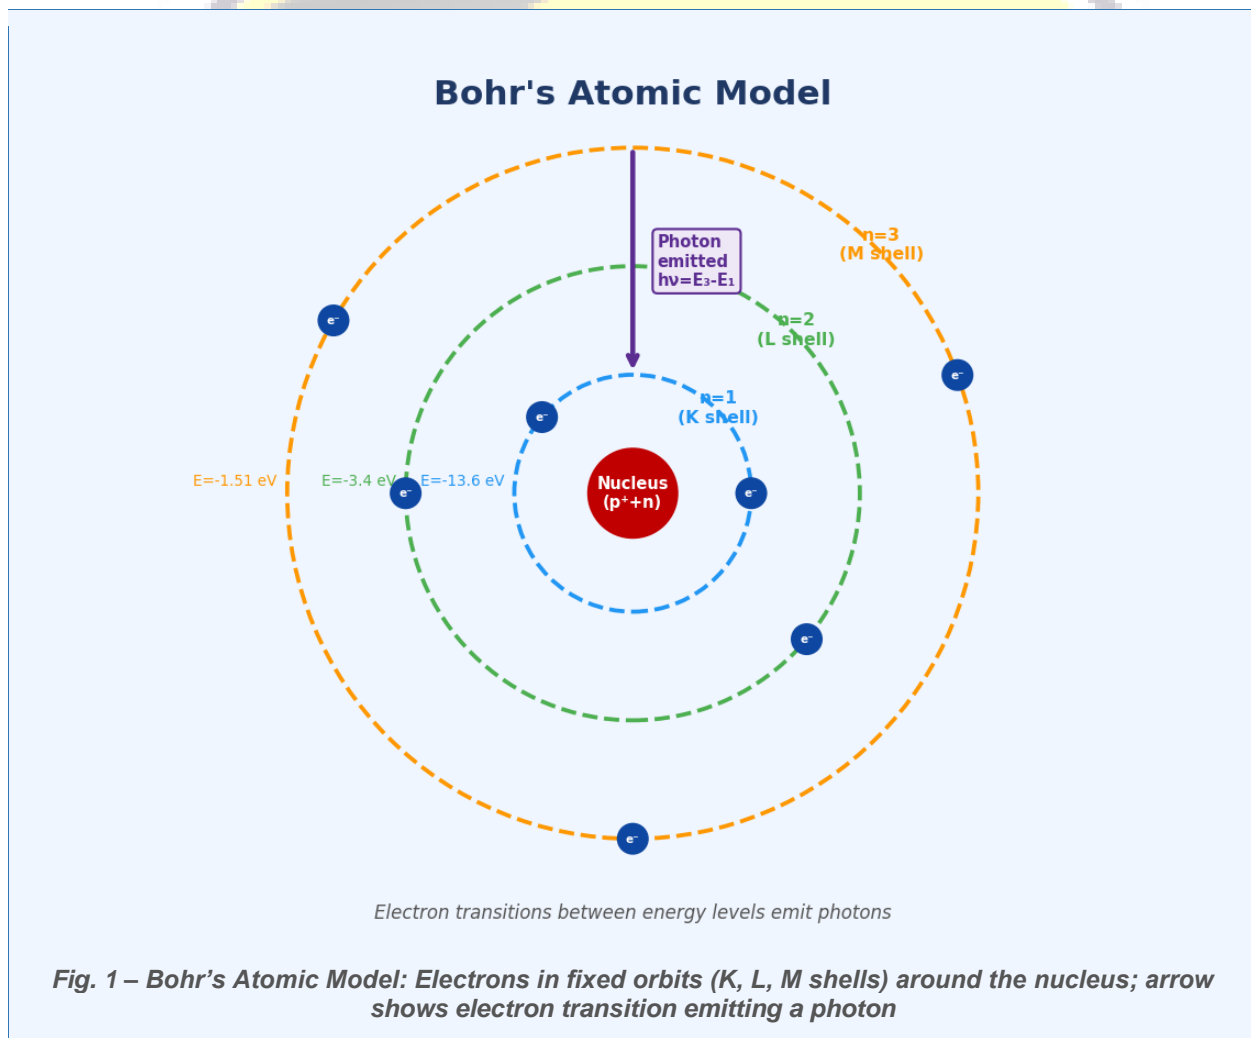 Bohr's Atomic Model
Photon
emitted
hν=E₃-E₁
n=3
(M shell)
n=2
(L shell)
n=1
(K shell)
e⁻
e⁻
e⁻
E=-1.51 eV
E=-3.4 eV
e⁻
E=-13.6 eV
Nucleus
(p⁺+n)
e⁻
e⁻
e⁻
Electron transitions between energy levels emit photons
Fig. 1 – Bohr’s Atomic Model: Electrons in fixed orbits (K, L, M shells) around the nucleus; arrow
shows electron transition emitting a photon